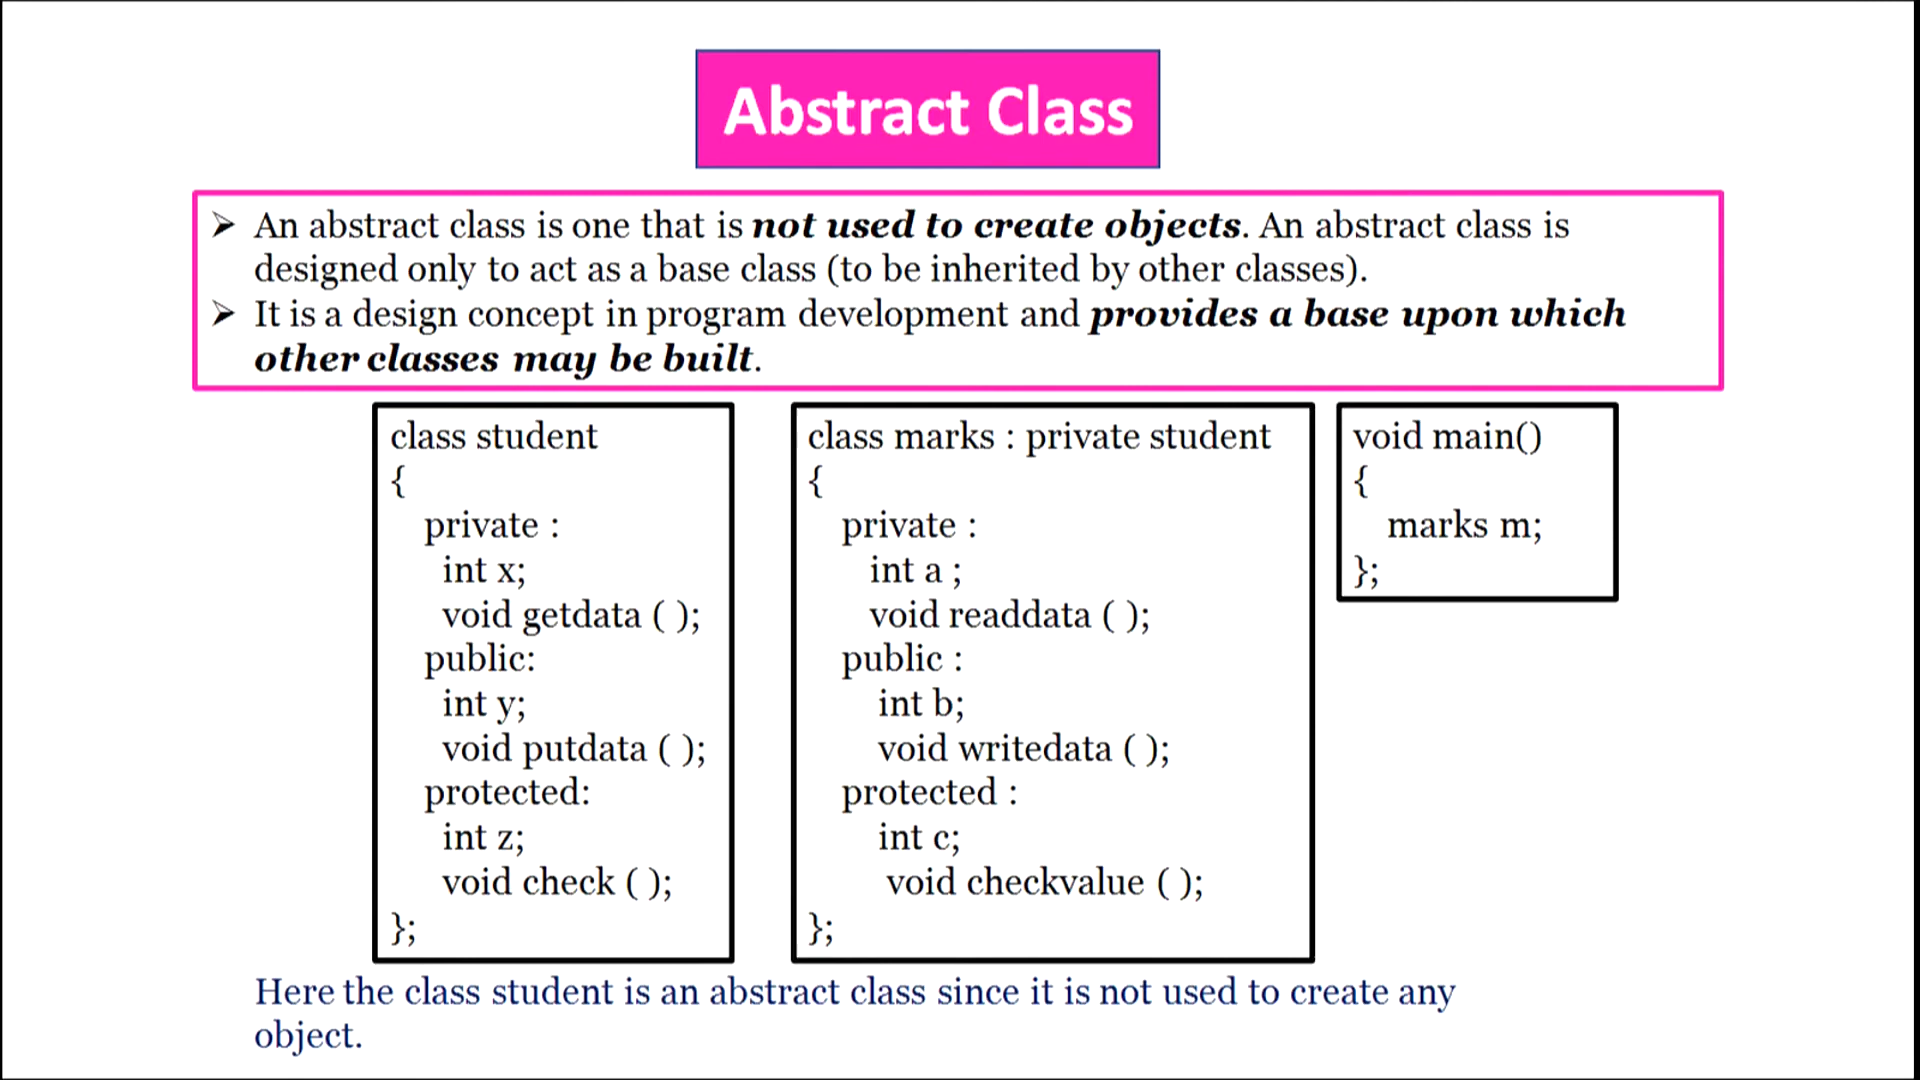 Abstract Class
➢ An abstract class is one that is not used to create objects. An abstract class is
designed only to act as a base class (to be inherited by other classes).
➢ It is a design concept in program development and provides a base upon which
other classes may be built.
class student
{
private :
int x;
void getdata ( );
public:
int y;
void putdata ( );
protected:
int z;
void check ( );
};
class marks : private student
{
private :
int a ;
void readdata ( );
public :
int b;
void writedata ( );
protected :
int c;
void checkvalue ( );
};
void main()
{
marks m;
};
Here the class student is an abstract class since it is not used to create any
object.